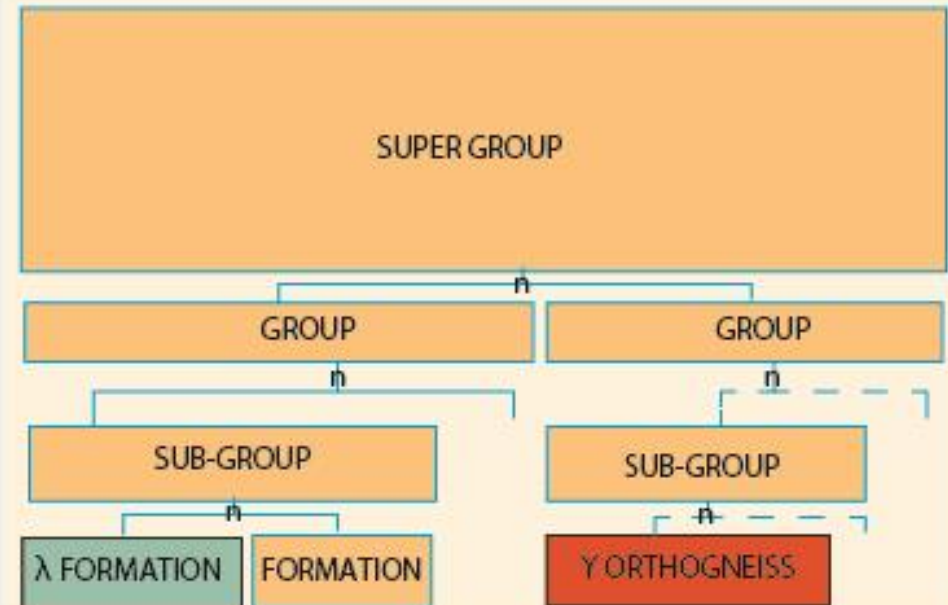 SUPER GROUP
n
GROUP
GROUP
n
n
SUB-GROUP
SUB-GROUP
n
n
λ FORMATION
FORMATION
Y ORTHOGNEISS